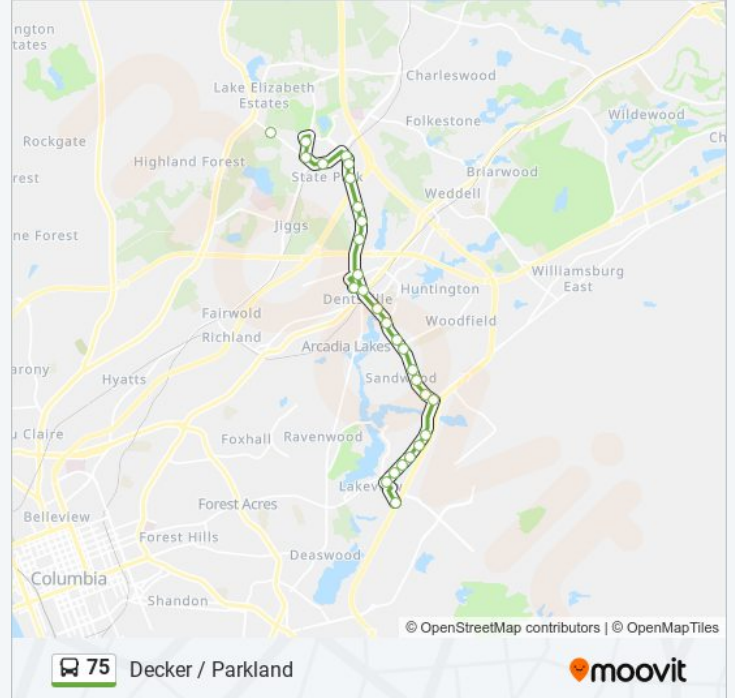 ngton
tates
Charleswood
Lake Elizabeth
Estates
Folkestone
Wildewood
Rockgate
Ch
Highland Forest
Briarwood
rest
State Park
Weddell
Jiggs
ne Forest
Williamsburg
East
Huntington
Dentsville
Fairwold
Woodfield
Richland
Arcadia Lakes
arony
Hyatts
Sandwood
u Claire
Foxhall
Ravenwood
Lakeview
Forest Acres
Belleview
Forest Hills
Deaswood
Columbia
Shandon
© OpenStreetMap contributors | © OpenMapTiles
75 Decker / Parkland
moovit